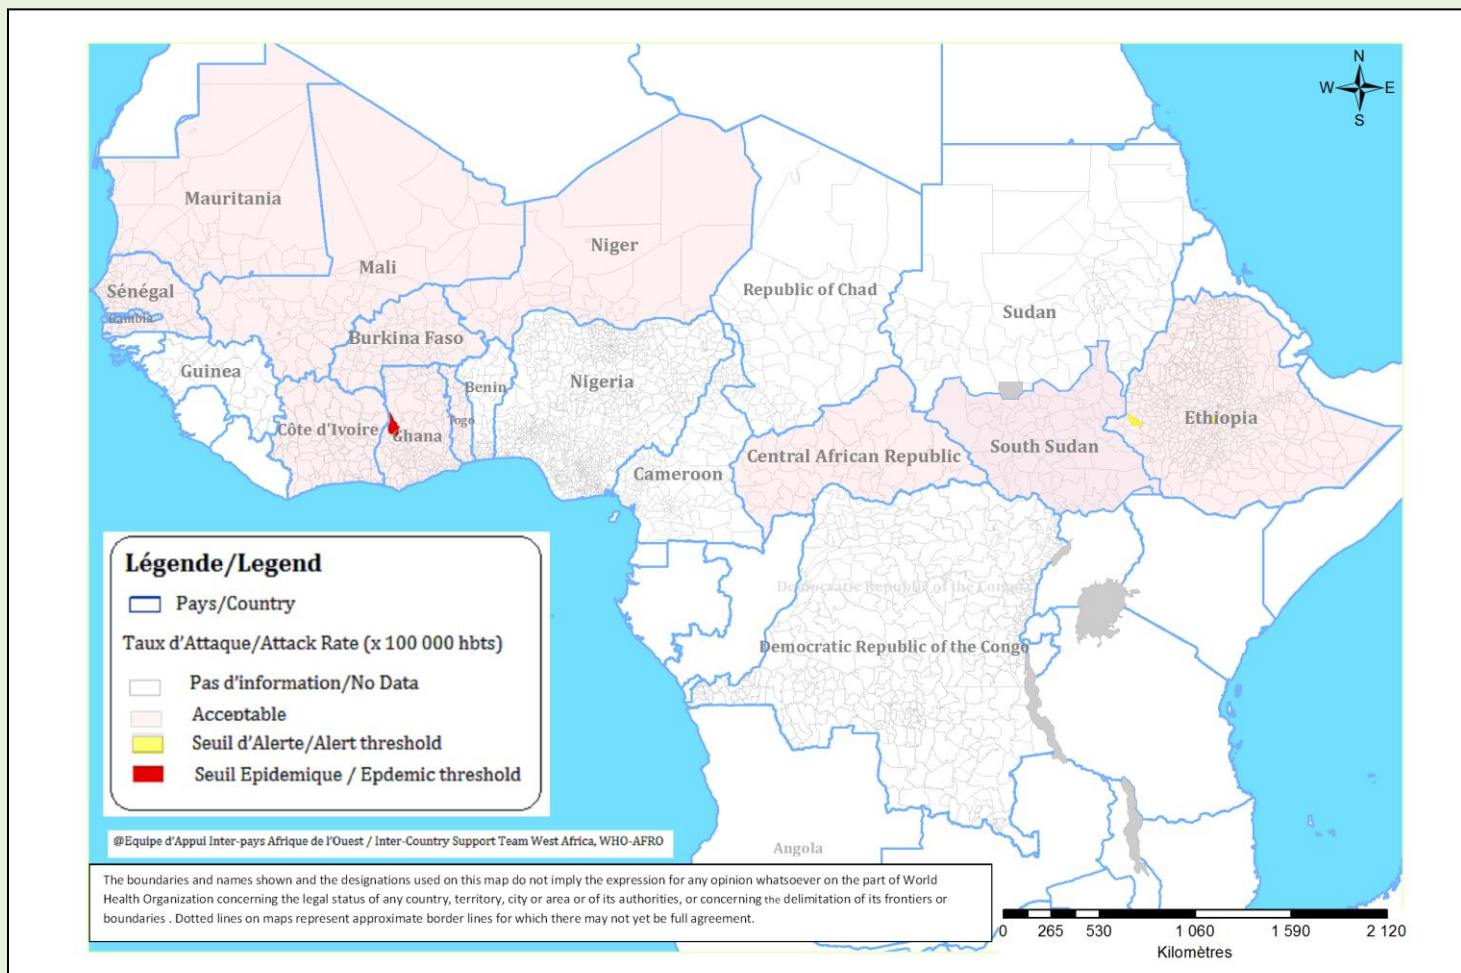 N
W E
S
Mauritania
Niger
Mali
Republic of Chad
Sénégal
Gambia
Sudan
Burkina Faso
Guinea
Nigeria
Benin
Togo
Côte d'Ivoire
Ghana
Ethiopia
South Sudan
Central African Republic
Cameroon
Democratic Republic of the Congo
Democratic Republic of the Congo
Angola
Légende/Legend
Pays/Country
Taux d'Attaque/Attack Rate (x 100 000 hbts)
Pas d'information/No Data
Acceptable
Seuil d'Alerte/Alert threshold
Seuil Epidemique / Epdemic threshold
@Equipe d'Appui Inter-pays Afrique de l'Ouest / Inter-Country Support Team West Africa, WHO-AFRO
The boundaries and names shown and the designations used on this map do not imply the expression for any opinion whatsoever on the part of World
Health Organization concerning the legal status of any country, territory, city or area or of its authorities, or concerning the delimitation of its frontiers or
boundaries . Dotted lines on maps represent approximate border lines for which there may not yet be full agreement.
0 265 530 1 060 1 590 2 120
Kilomètres